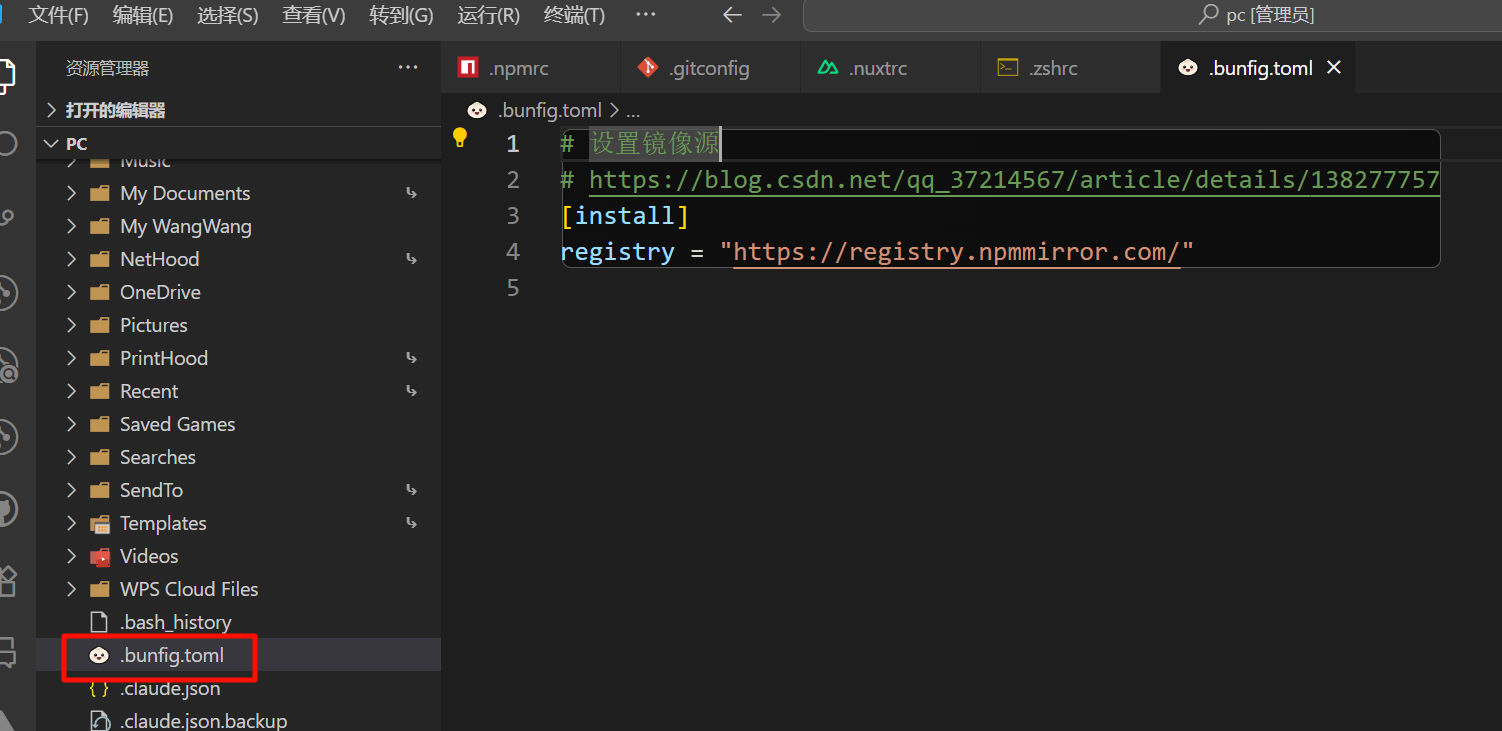 文件(F) 编辑(E) 选择(S) 查看(V) 转到(G) 运行(R) 终端(T) ··· pc [管理员]
资源管理器 ···
打开的编辑器
PC
Music
My Documents
My WangWang
NetHood
OneDrive
Pictures
PrintHood
Recent
Saved Games
Searches
SendTo
Templates
Videos
WPS Cloud Files
.bash_history
.bunfig.toml
{} .claude.json
.claude.json.backup
.npmrc .gitconfig .nuxtrc .zshrc .bunfig.toml
.bunfig.toml > ...
1 # 设置镜像源
2 # https://blog.csdn.net/qq_37214567/article/details/138277757
3 [install]
4 registry = "https://registry.npmmirror.com/"
5